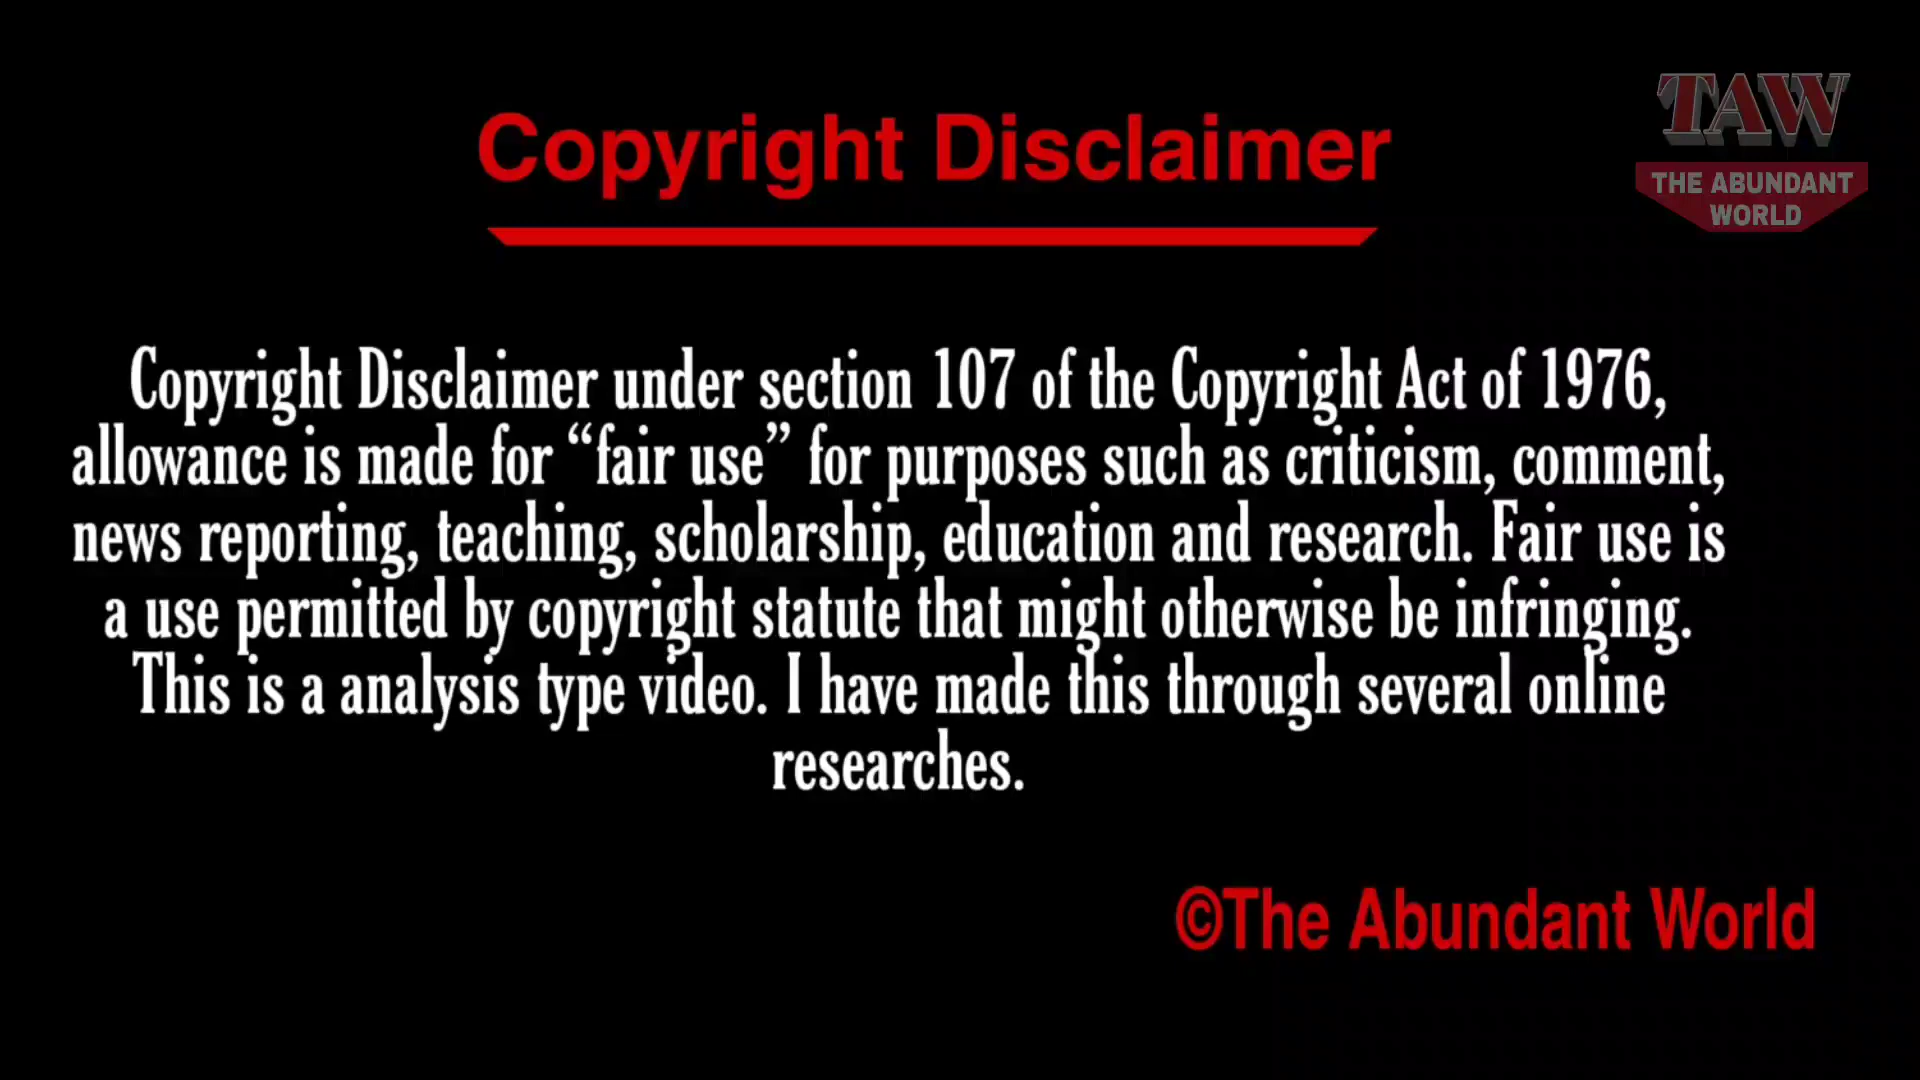 TAW
THE ABUNDANT
WORLD
Copyright Disclaimer
Copyright Disclaimer under section 107 of the Copyright Act of 1976,
allowance is made for “fair use” for purposes such as criticism, comment,
news reporting, teaching, scholarship, education and research. Fair use is
a use permitted by copyright statute that might otherwise be infringing.
This is a analysis type video. I have made this through several online
researches.
©The Abundant World